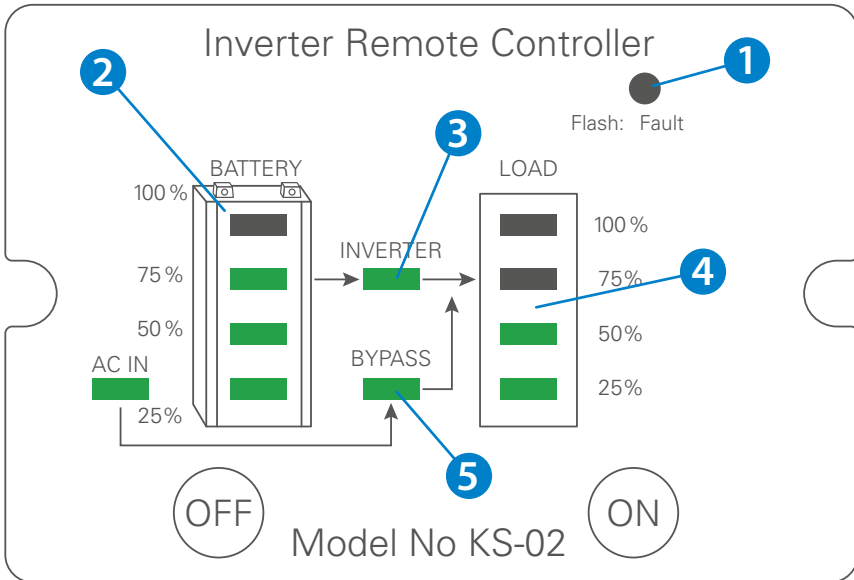 Inverter Remote Controller
1
2
Flash: Fault
3
BATTERY
LOAD
100%
100%
INVERTER
75%
75%
4
50%
50%
AC IN
BYPASS
25%
25%
5
OFF
ON
Model No KS-02